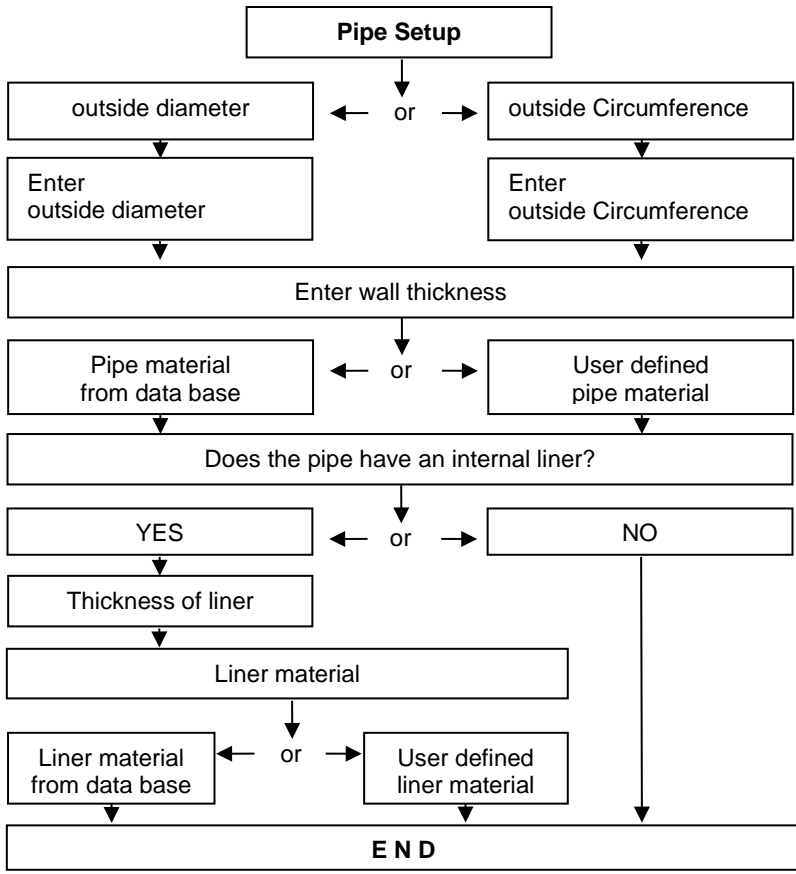 Pipe Setup
outside diameter
or
outside Circumference
Enter
outside diameter
Enter
outside Circumference
Enter wall thickness
Pipe material
from data base
or
User defined
pipe material
Does the pipe have an internal liner?
YES
or
NO
Thickness of liner
Liner material
Liner material
from data base
or
User defined
liner material
E N D